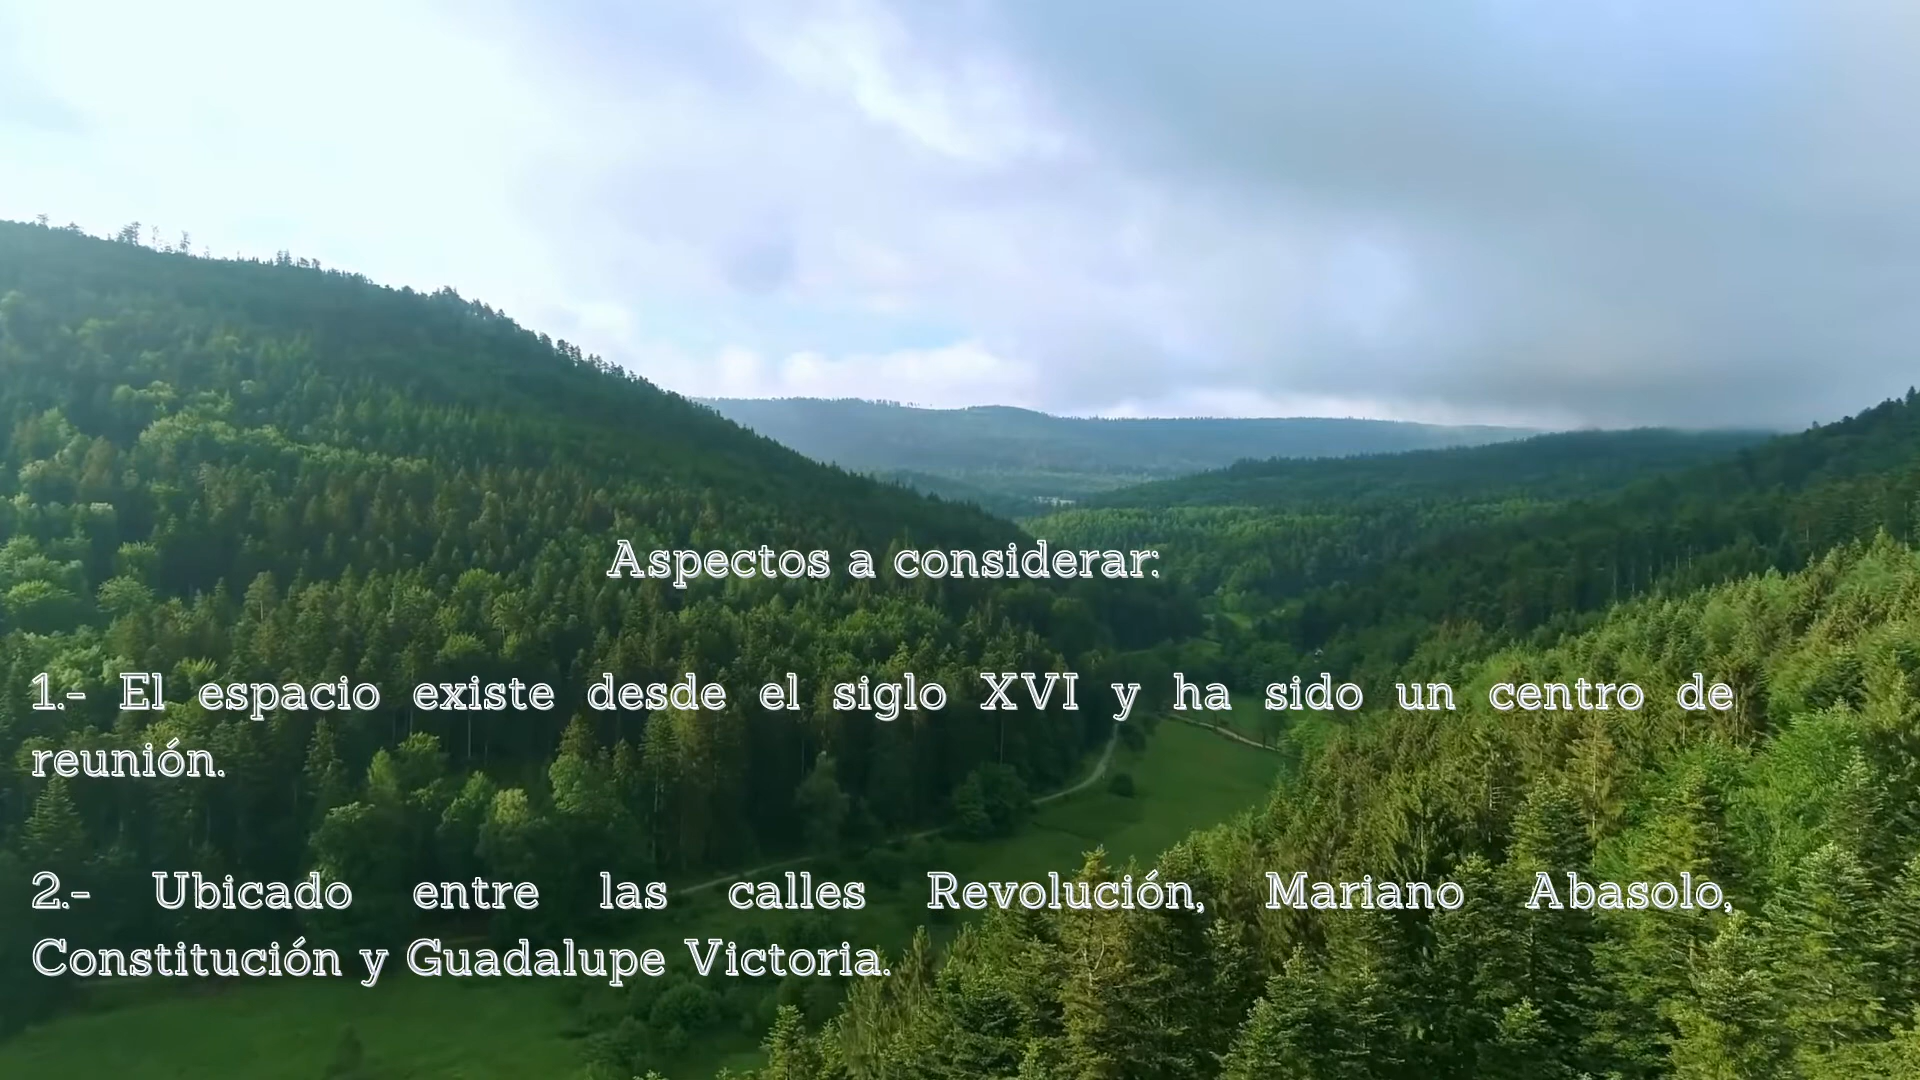 Aspectos a considerar:
1.- El espacio existe desde el siglo XVI y ha sido un centro de
reunión.
2.- Ubicado entre las calles Revolución, Mariano Abasolo,
Constitución y Guadalupe Victoria.